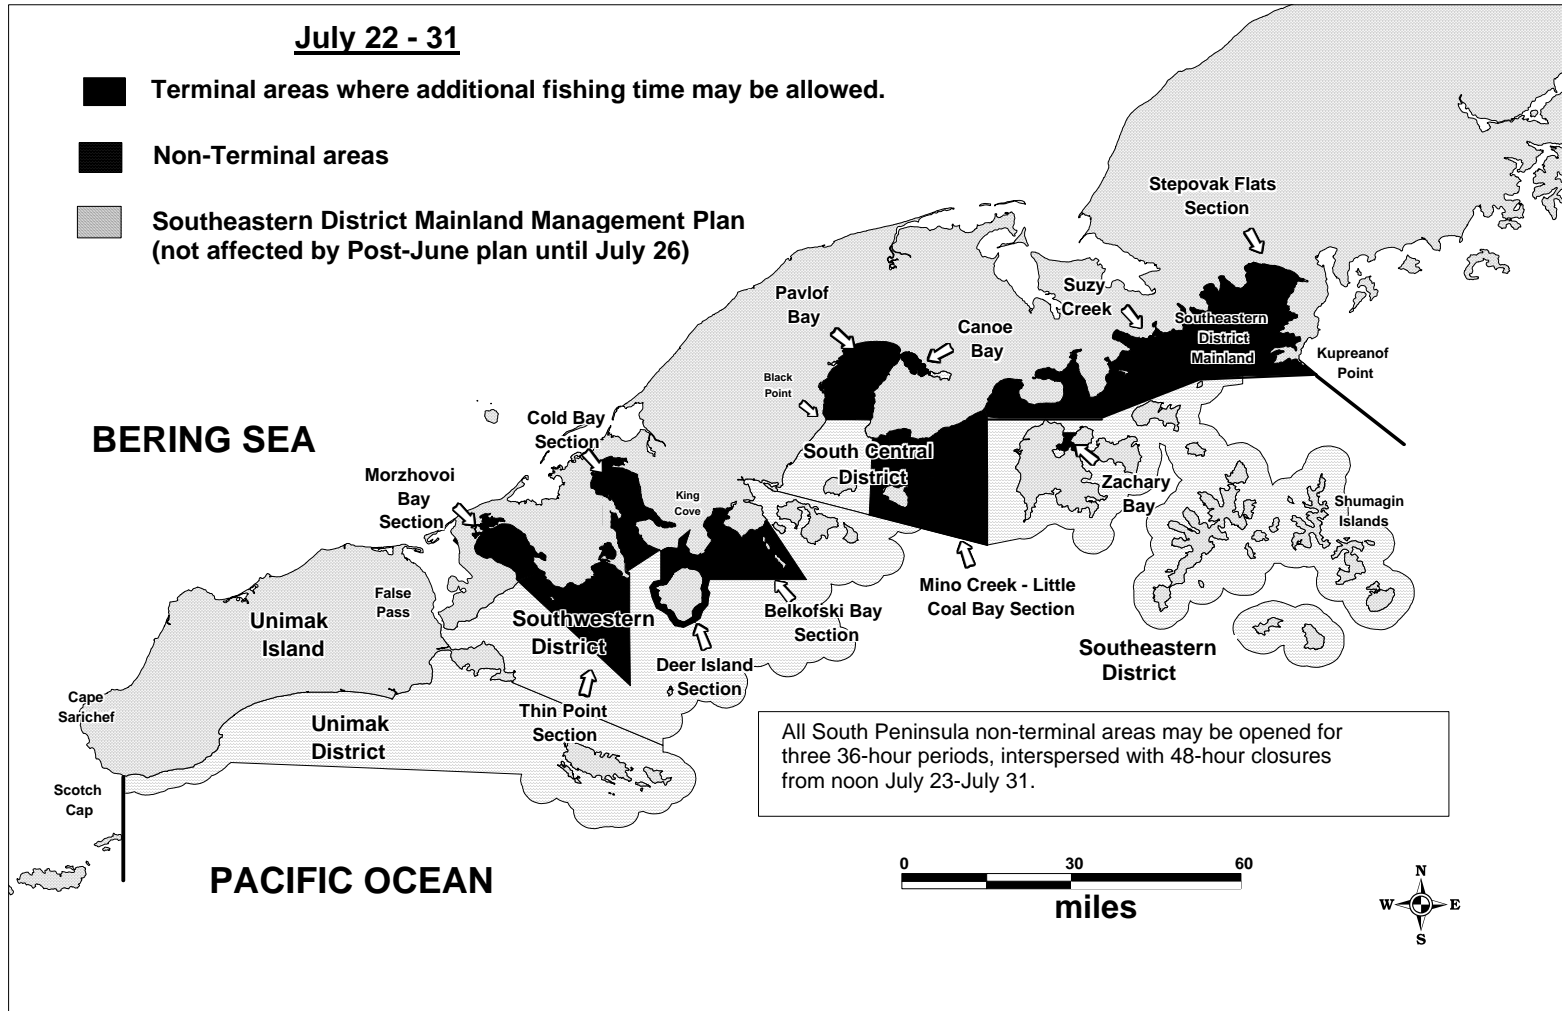 July 22 - 31
Terminal areas where additional fishing time may be allowed.
Non-Terminal areas
Southeastern District Mainland Management Plan
(not affected by Post-June plan until July 26)
Stepovak Flats
Section
Suzy
Creek
Southeastern
District
Mainland
Kupreanof
Point
Pavlof
Bay
Canoe
Bay
Black
Point
Cold Bay
Section
BERING SEA
Morzhovoi
Bay
Section
King
Cove
South Central
District
Zachary
Bay
Shumagin
Islands
False
Pass
Unimak
Island
Southwestern
District
Belkofski Bay
Section
Mino Creek - Little
Coal Bay Section
Southeastern
District
Deer Island
Section
Cape
Sarichef
Unimak
District
Thin Point
Section
All South Peninsula non-terminal areas may be opened for
three 36-hour periods, interspersed with 48-hour closures
from noon July 23-July 31.
Scotch
Cap
PACIFIC OCEAN
0 30 60
miles
N
W E
S